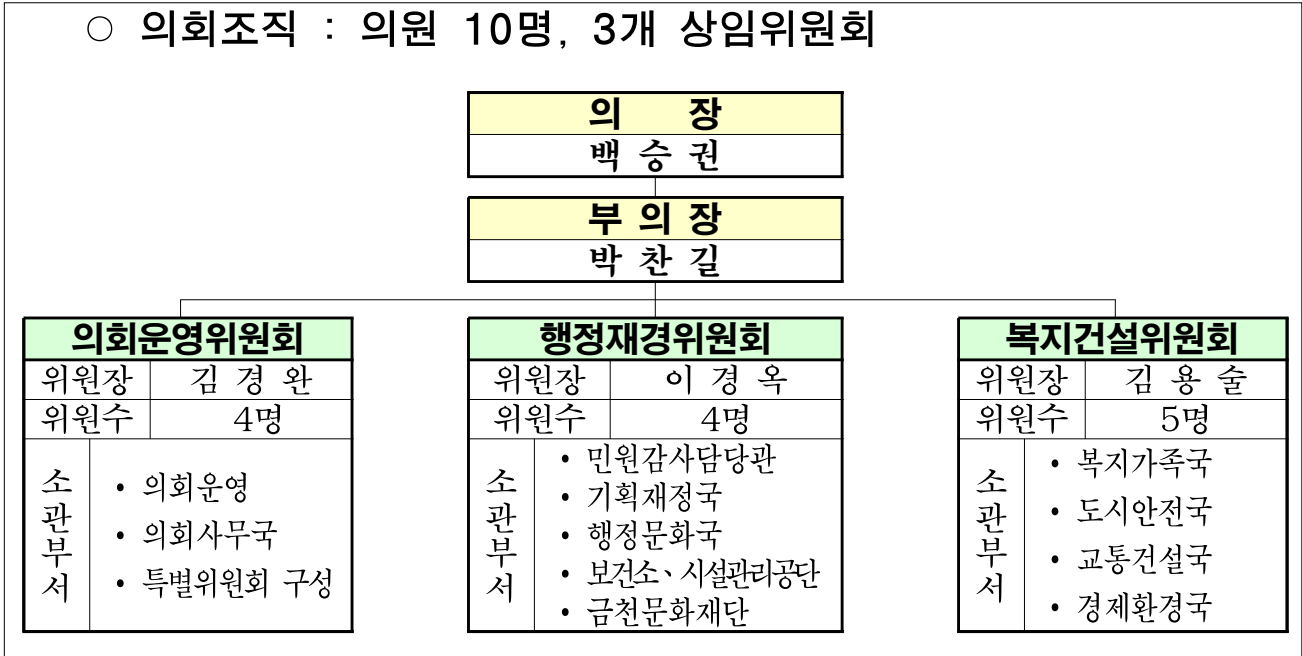 ○ 의회조직 : 의원 10명, 3개 상임위원회
의 장
백 승 권
부 의 장
박 찬 길
의회운영위원회
위원장 김 경 완
위원수 4명
소관부서
• 의회운영
• 의회사무국
• 특별위원회 구성
행정재경위원회
위원장 이 경 옥
위원수 4명
소관부서
• 민원감사담당관
• 기획재정국
• 행정문화국
• 보건소、시설관리공단
• 금천문화재단
복지건설위원회
위원장 김 용 술
위원수 5명
소관부서
• 복지가족국
• 도시안전국
• 교통건설국
• 경제환경국